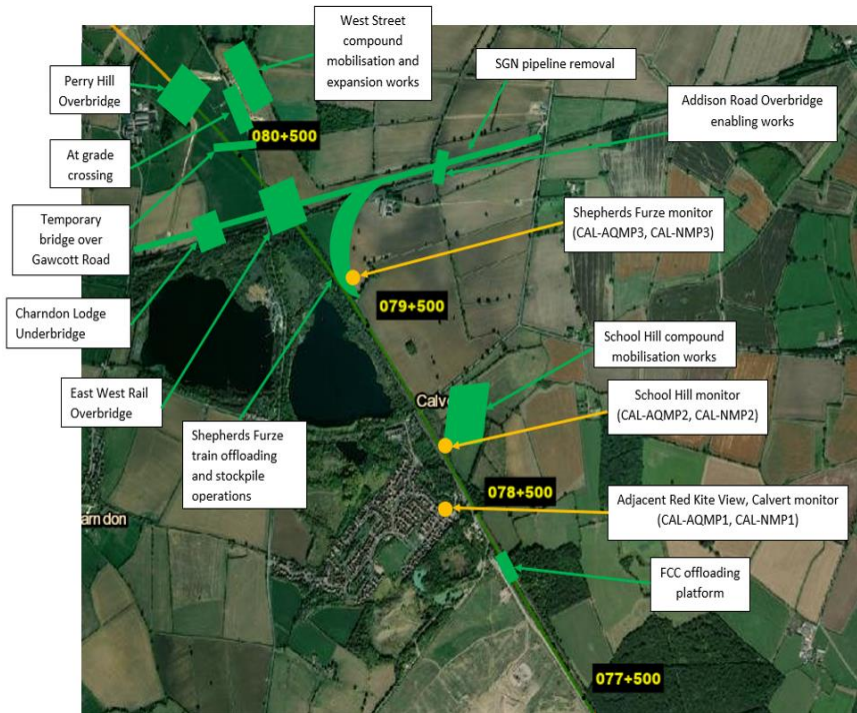 West Street
compound
mobilisation and
expansion works
SGN pipeline removal
Perry Hill
Overbridge
Addison Road Overbridge
enabling works
080+500
At grade
crossing
Temporary
bridge over
Gawcott Road
Shepherds Furze monitor
(CAL-AQMP3, CAL-NMP3)
079+500
Charndon Lodge
Underbridge
School Hill compound
mobilisation works
East West Rail
Overbridge
Calve
School Hill monitor
(CAL-AQMP2, CAL-NMP2)
Shepherds Furze
train offloading
and stockpile
operations
078+500
Adjacent Red Kite View, Calvert monitor
(CAL-AQMP1, CAL-NMP1)
arndon
FCC offloading
platform
077+500